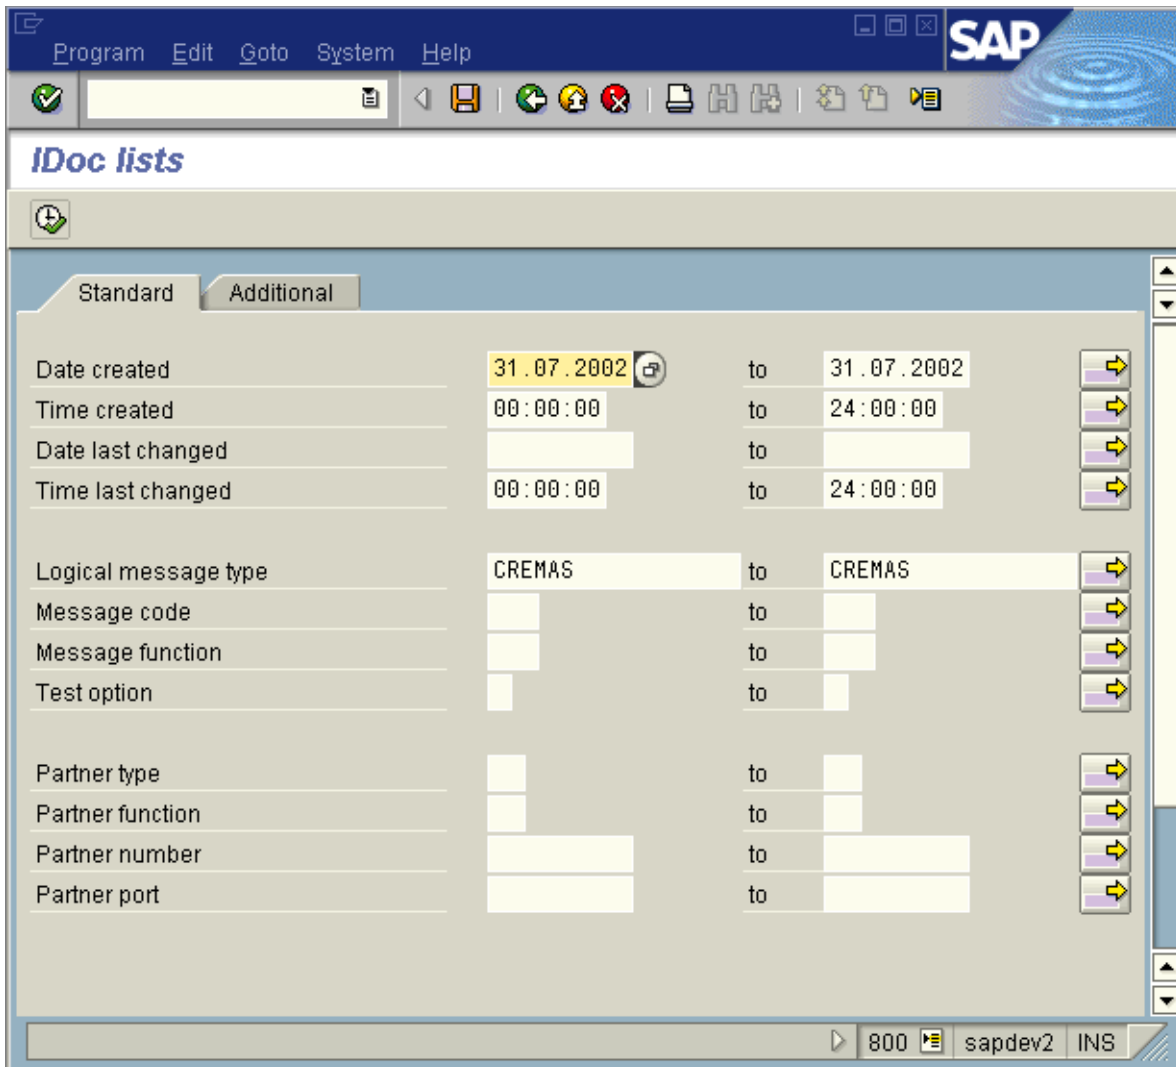 Program Edit Goto System Help
SAP
IDoc lists
Standard Additional
Date created 31.07.2002 to 31.07.2002
Time created 00:00:00 to 24:00:00
Date last changed to
Time last changed 00:00:00 to 24:00:00
Logical message type CREMAS to CREMAS
Message code to
Message function to
Test option to
Partner type to
Partner function to
Partner number to
Partner port to
800 sapdev2 INS